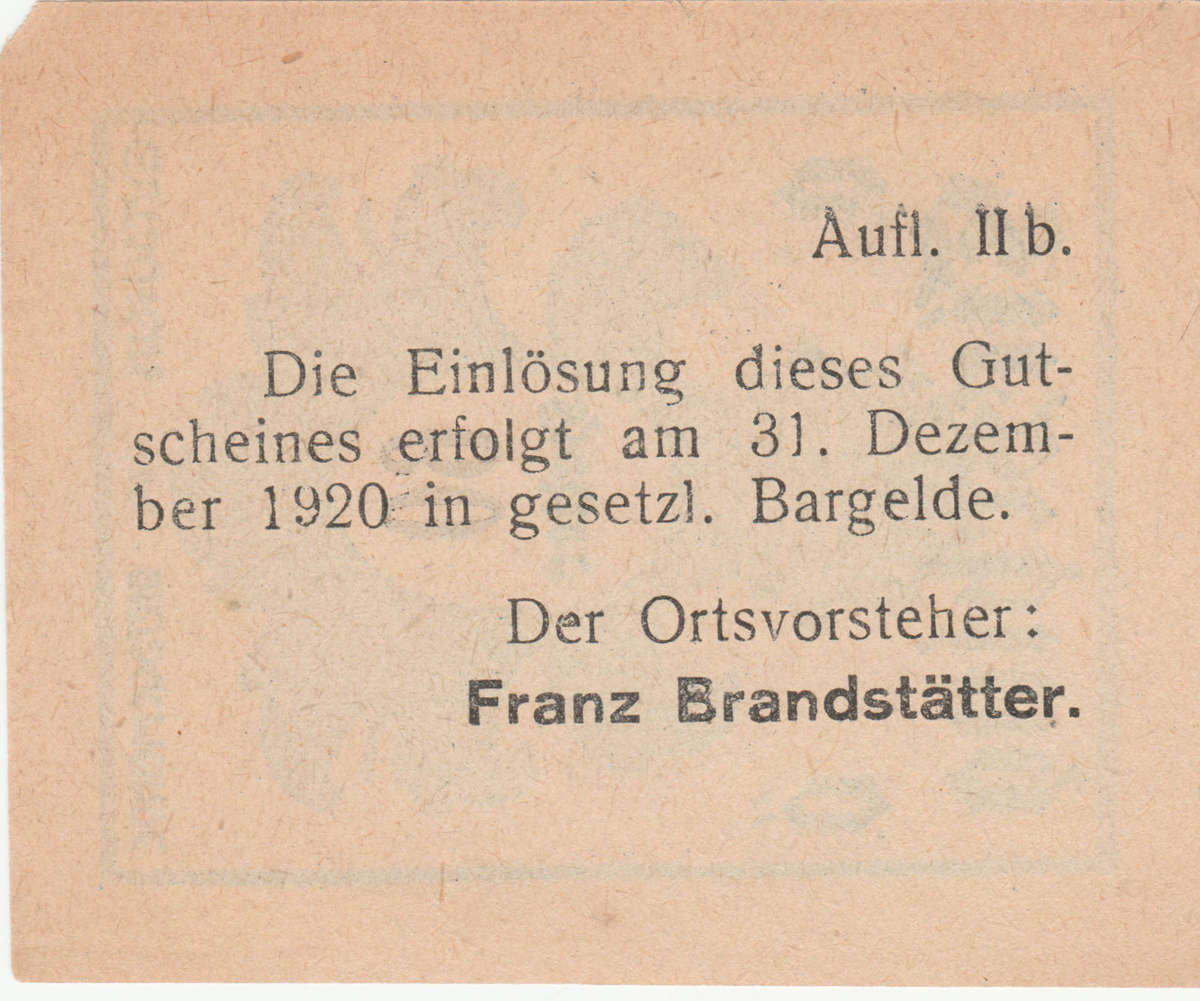 Aufl. II b.
Die Einlösung dieses Gut-
scheines erfolgt am 31. Dezem-
ber 1920 in gesetzl. Bargelde.
Der Ortsvorsteher:
Franz Brandstätter.